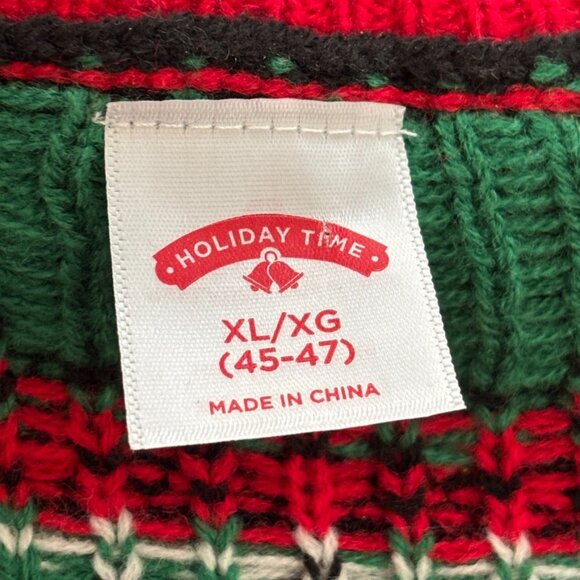 HOLIDAY TIME
XL/XG
(45-47)
MADE IN CHINA